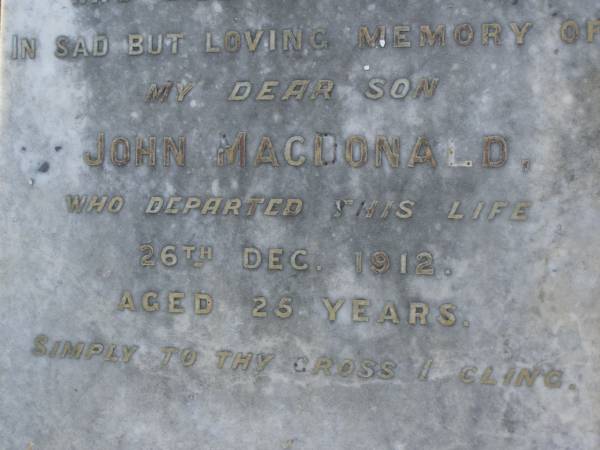 IN SAD BUT LOVING MEMORY OF
MY DEAR SON
JOHN MACDONALD,
WHO DEPARTED THIS LIFE
26TH DEC. 1912.
AGED 25 YEARS.
SIMPLY TO THY CROSS I CLING.